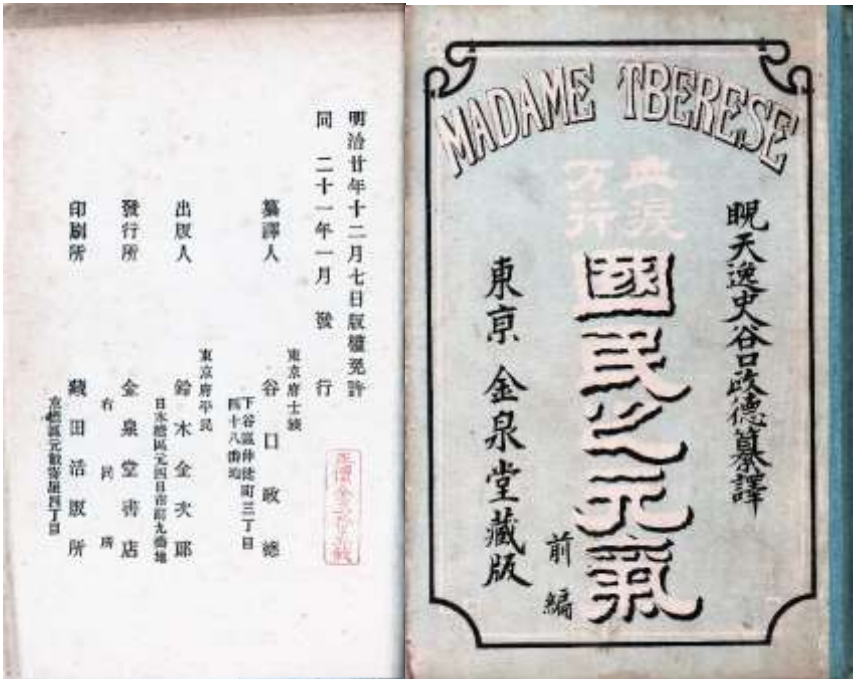 MADAME TBERESE
晛天逸史谷口政德纂譯
血淚
万行
國民之元氣
前編
東京 金泉堂藏版
明治廿年十二月七日版權免許
同 二十一年一月 發行
東京府士族
纂譯人 谷口政德
下谷區仲徒町三丁目
四十八番地
東京府平民
出版人 鈴木金次郎
日本橋區元四日市町九番地
發行所 金泉堂書店
右同所
印刷所 藏田活版所
京橋區元數寄屋町四丁目